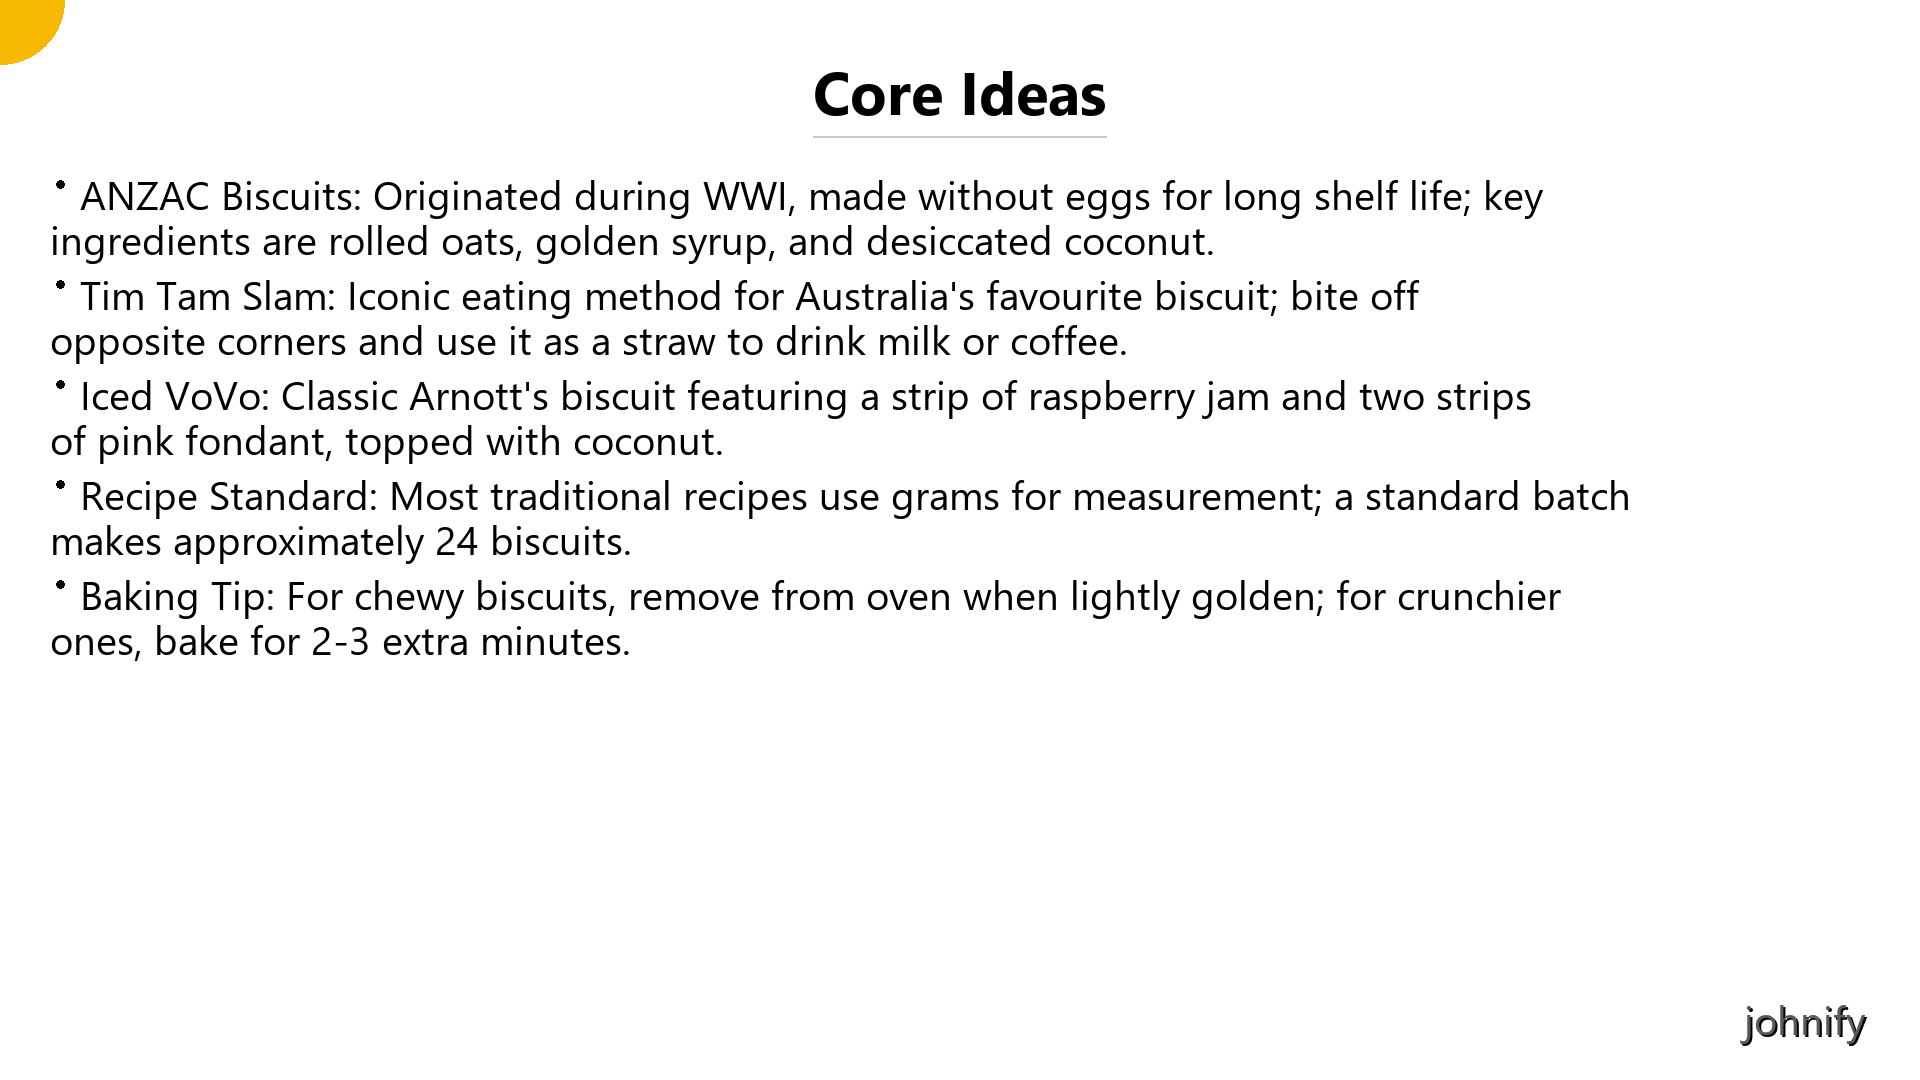 Core Ideas
• ANZAC Biscuits: Originated during WWI, made without eggs for long shelf life; key
ingredients are rolled oats, golden syrup, and desiccated coconut.
• Tim Tam Slam: Iconic eating method for Australia's favourite biscuit; bite off
opposite corners and use it as a straw to drink milk or coffee.
• Iced VoVo: Classic Arnott's biscuit featuring a strip of raspberry jam and two strips
of pink fondant, topped with coconut.
• Recipe Standard: Most traditional recipes use grams for measurement; a standard batch
makes approximately 24 biscuits.
• Baking Tip: For chewy biscuits, remove from oven when lightly golden; for crunchier
ones, bake for 2-3 extra minutes.
johnify